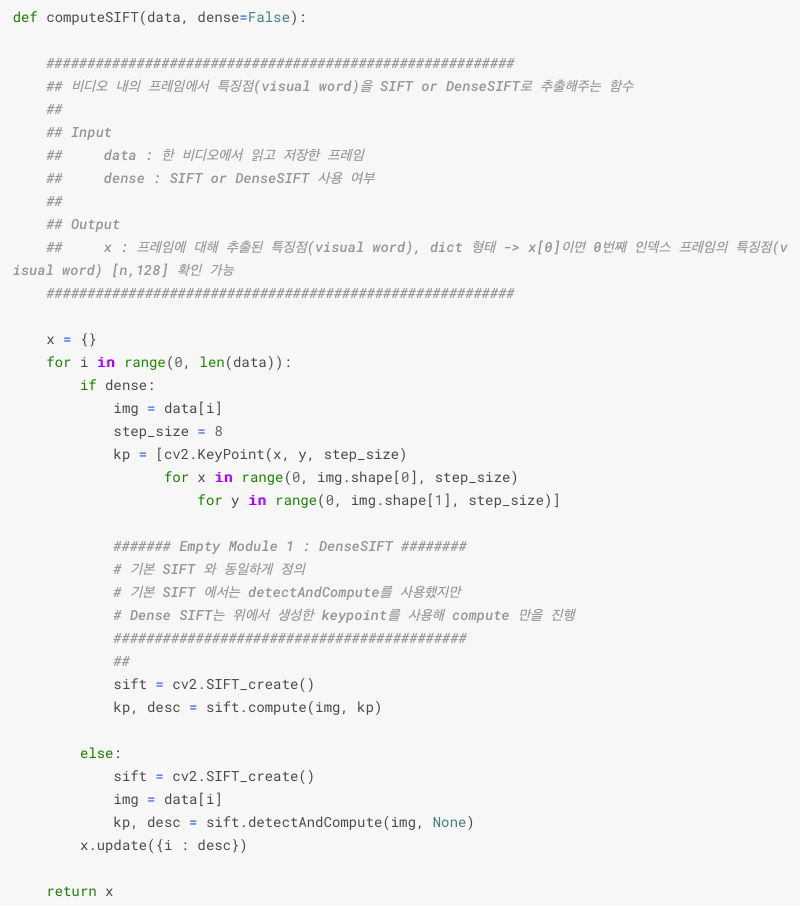 def computeSIFT(data, dense=False):

    #########################################################
    ## 비디오 내의 프레임에서 특징점(visual word)을 SIFT or DenseSIFT로 추출해주는 함수
    ##
    ## Input
    ##     data : 한 비디오에서 읽고 저장한 프레임
    ##     dense : SIFT or DenseSIFT 사용 여부
    ##
    ## Output
    ##     x : 프레임에 대해 추출된 특징점(visual word), dict 형태 -> x[0]이면 0번째 인덱스 프레임의 특징점(v
isual word) [n,128] 확인 가능
    #########################################################

    x = {}
    for i in range(0, len(data)):
        if dense:
            img = data[i]
            step_size = 8
            kp = [cv2.KeyPoint(x, y, step_size)
                  for x in range(0, img.shape[0], step_size)
                      for y in range(0, img.shape[1], step_size)]

            ####### Empty Module 1 : DenseSIFT ########
            # 기본 SIFT 와 동일하게 정의
            # 기본 SIFT 에서는 detectAndCompute를 사용했지만
            # Dense SIFT는 위에서 생성한 keypoint를 사용해 compute 만을 진행
            ###########################################
            ##
            sift = cv2.SIFT_create()
            kp, desc = sift.compute(img, kp)

        else:
            sift = cv2.SIFT_create()
            img = data[i]
            kp, desc = sift.detectAndCompute(img, None)
        x.update({i : desc})

    return x